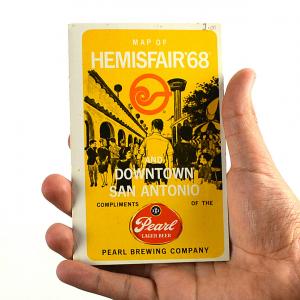 MAP OF
HEMISFAIR'68
AND
DOWNTOWN
SAN ANTONIO
COMPLIMENTS OF THE
Pearl
LAGER BEER
PEARL BREWING COMPANY